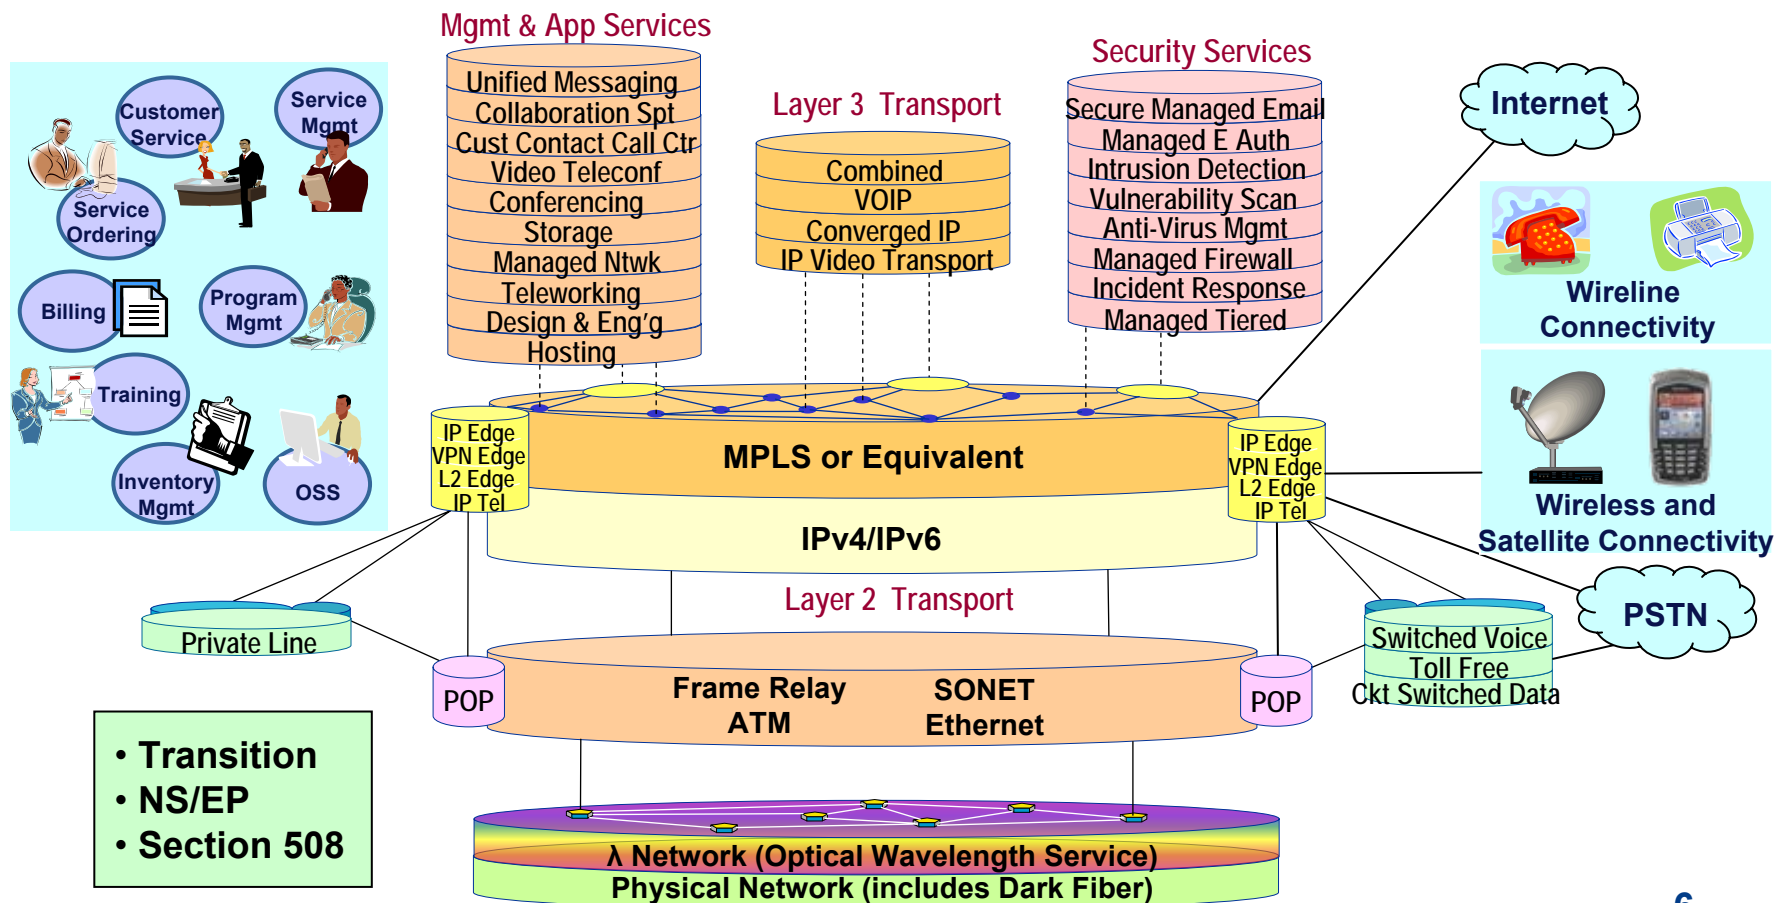 Mgmt & App Services
Unified Messaging
Collaboration Spt
Cust Contact Call Ctr
Video Teleconf
Conferencing
Storage
Managed Ntwk
Teleworking
Design & Eng'g
Hosting
Layer 3 Transport
Combined
VOIP
Converged IP
IP Video Transport
Security Services
Secure Managed Email
Managed E Auth
Intrusion Detection
Vulnerability Scan
Anti-Virus Mgmt
Managed Firewall
Incident Response
Managed Tiered
Customer
Service
Service
Mgmt
Service
Ordering
Billing
Program
Mgmt
Training
Inventory
Mgmt
OSS
Internet
Wireline
Connectivity
Wireless and
Satellite Connectivity
PSTN
IP Edge
VPN Edge
L2 Edge
IP Tel
MPLS or Equivalent
IPv4/IPv6
IP Edge
VPN Edge
L2 Edge
IP Tel
Layer 2 Transport
Private Line
POP
Frame Relay
ATM
SONET
Ethernet
POP
Switched Voice
Toll Free
Ckt Switched Data
• Transition
• NS/EP
• Section 508
λ Network (Optical Wavelength Service)
Physical Network (includes Dark Fiber)
6